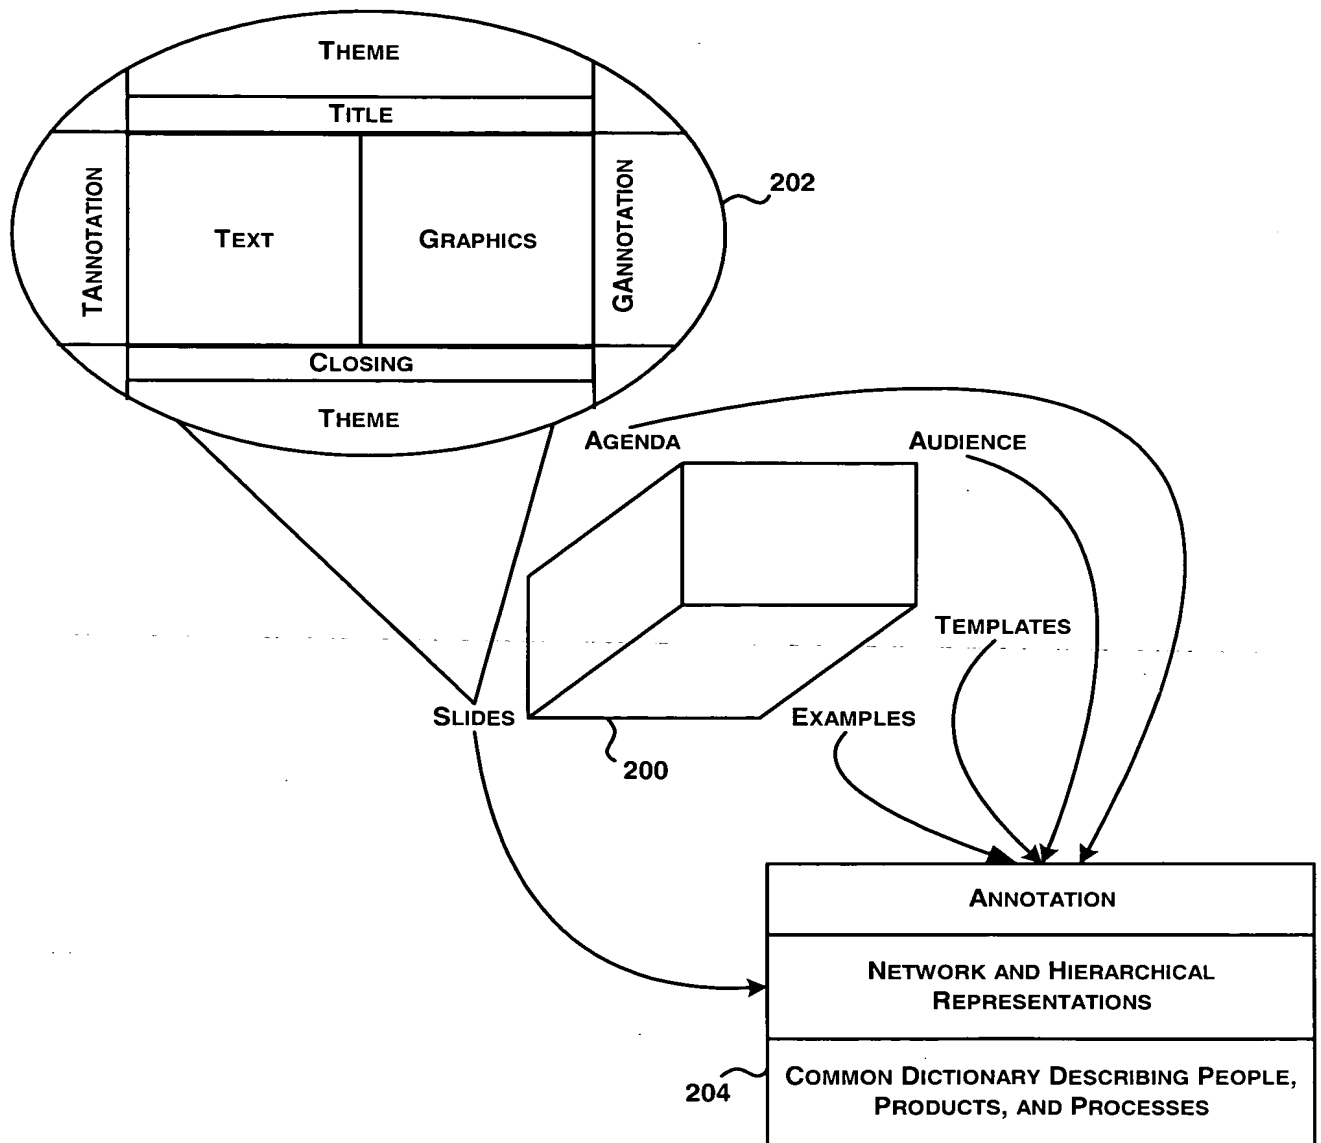 THEME
TITLE
TANNOTATION
TEXT
GRAPHICS
GANNOTATION
202
CLOSING
THEME
AGENDA
AUDIENCE
TEMPLATES
SLIDES
EXAMPLES
200
ANNOTATION
NETWORK AND HIERARCHICAL
REPRESENTATIONS
204
COMMON DICTIONARY DESCRIBING PEOPLE,
PRODUCTS, AND PROCESSES